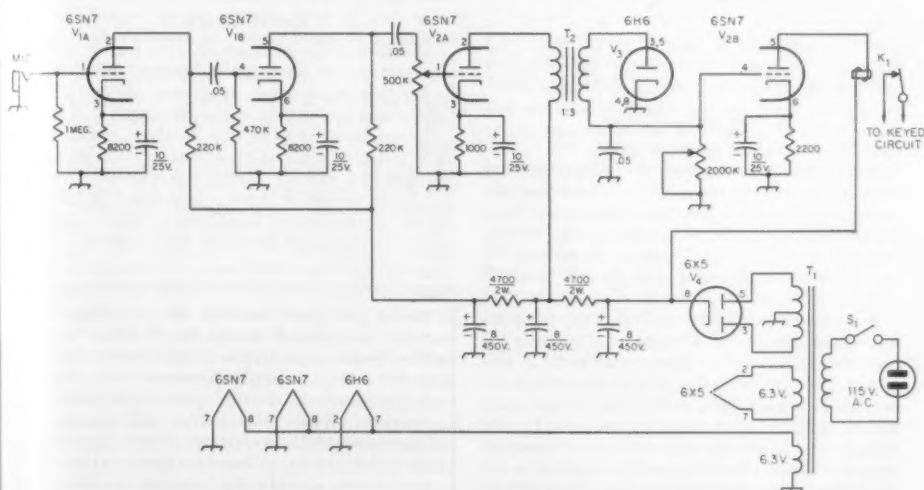 6SN7
V1A
6SN7
V1B
6SN7
V2A
T2
6H6
V3
6SN7
V2B
K1
MIC
1
2
3
1 MEG.
8200
10
25V.
.05
220K
4
5
6
470K
8200
10
25V.
220K
.05
500K
1
2
3
1000
10
25V.
1:3
3,5
4,8
.05
2000K
4
5
6
10
25V.
2200
TO KEYED
CIRCUIT
4700
2W.
4700
2W.
8
450V.
8
450V.
8
450V.
6X5
V4
8
5
3
T1
S1
115 V.
A.C.
6X5
2
7
6.3 V.
6.3 V.
6SN7
7
8
6SN7
7
8
6H6
2
7